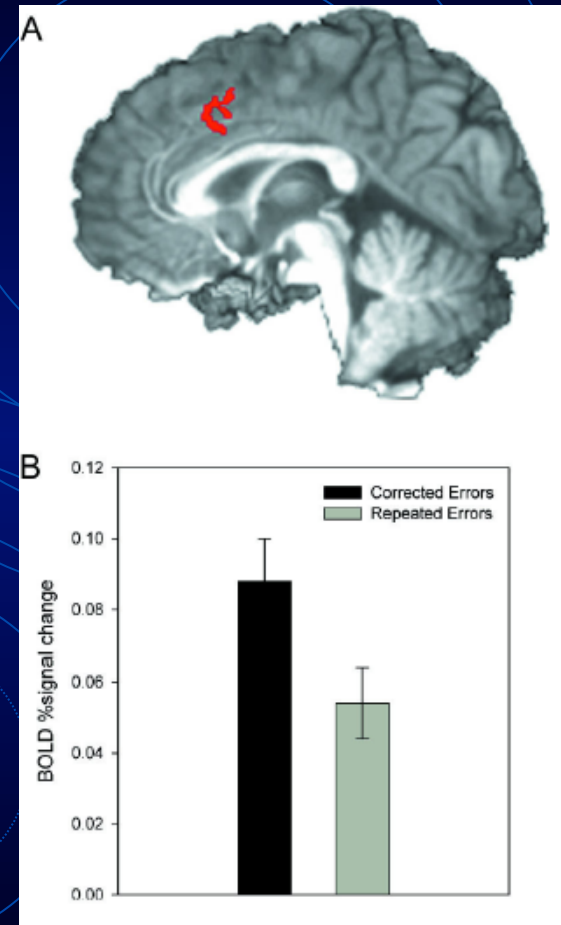 A
B
0.12
Corrected Errors
Repeated Errors
0.10
0.08
0.06
0.04
0.02
0.00
BOLD %signal change